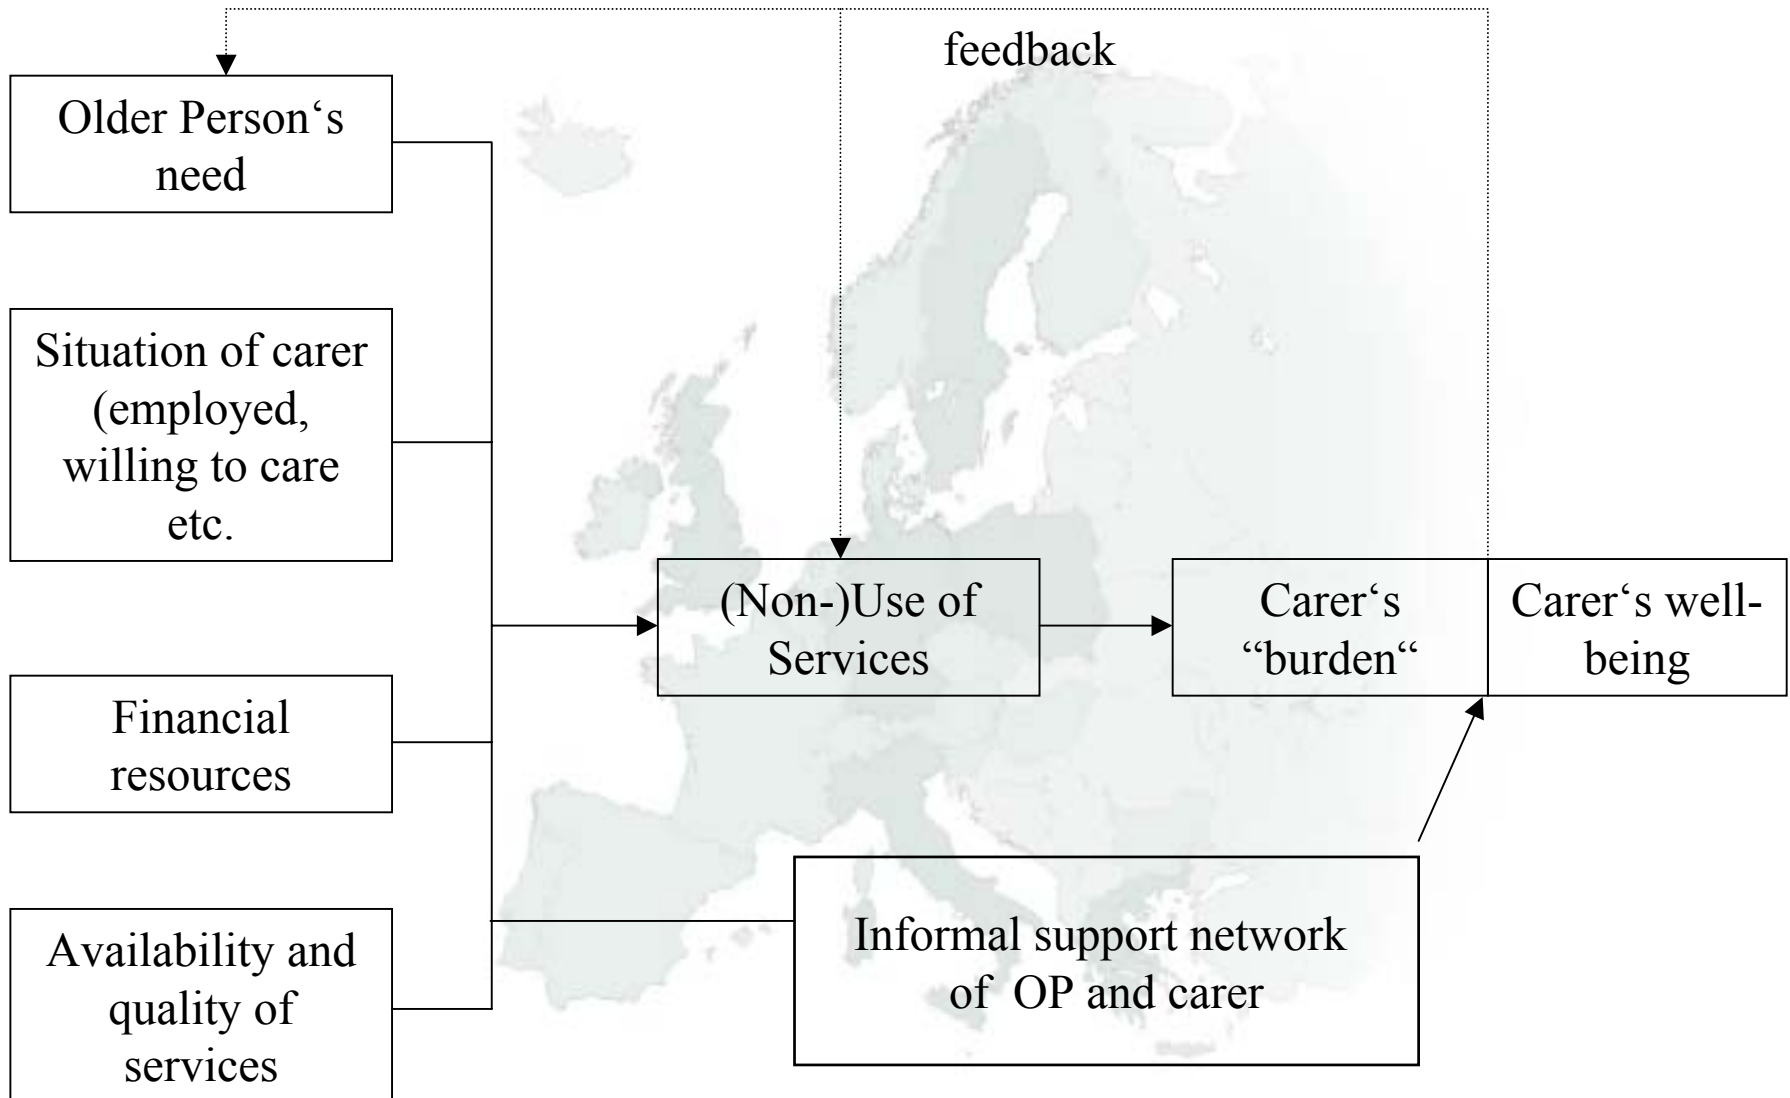 feedback
Older Person‘s
need
Situation of carer
(employed,
willing to care
etc.
Financial
resources
Availability and
quality of
services
(Non-)Use of
Services
Carer‘s
“burden“
Carer‘s well-
being
Informal support network
of OP and carer